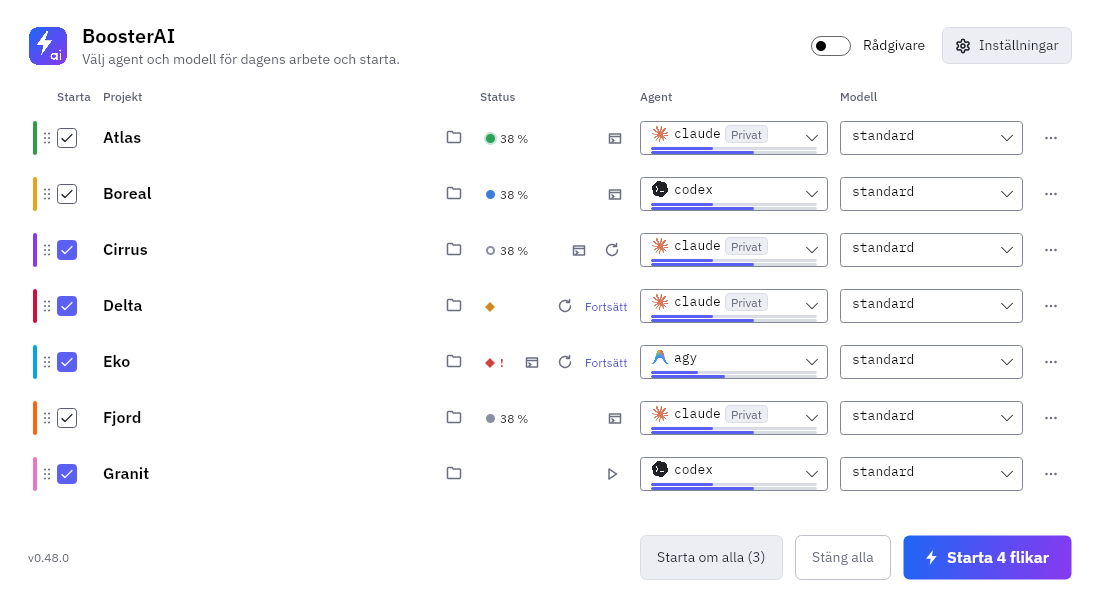 ai
BoosterAI
Välj agent och modell för dagens arbete och starta.
Rådgivare
Inställningar
Starta Projekt Status Agent Modell
Atlas 38 % claude Privat standard
Boreal 38 % codex standard
Cirrus 38 % claude Privat standard
Delta Fortsätt claude Privat standard
Eko ! Fortsätt agy standard
Fjord 38 % claude Privat standard
Granit codex standard
v0.48.0 Starta om alla (3) Stäng alla Starta 4 flikar